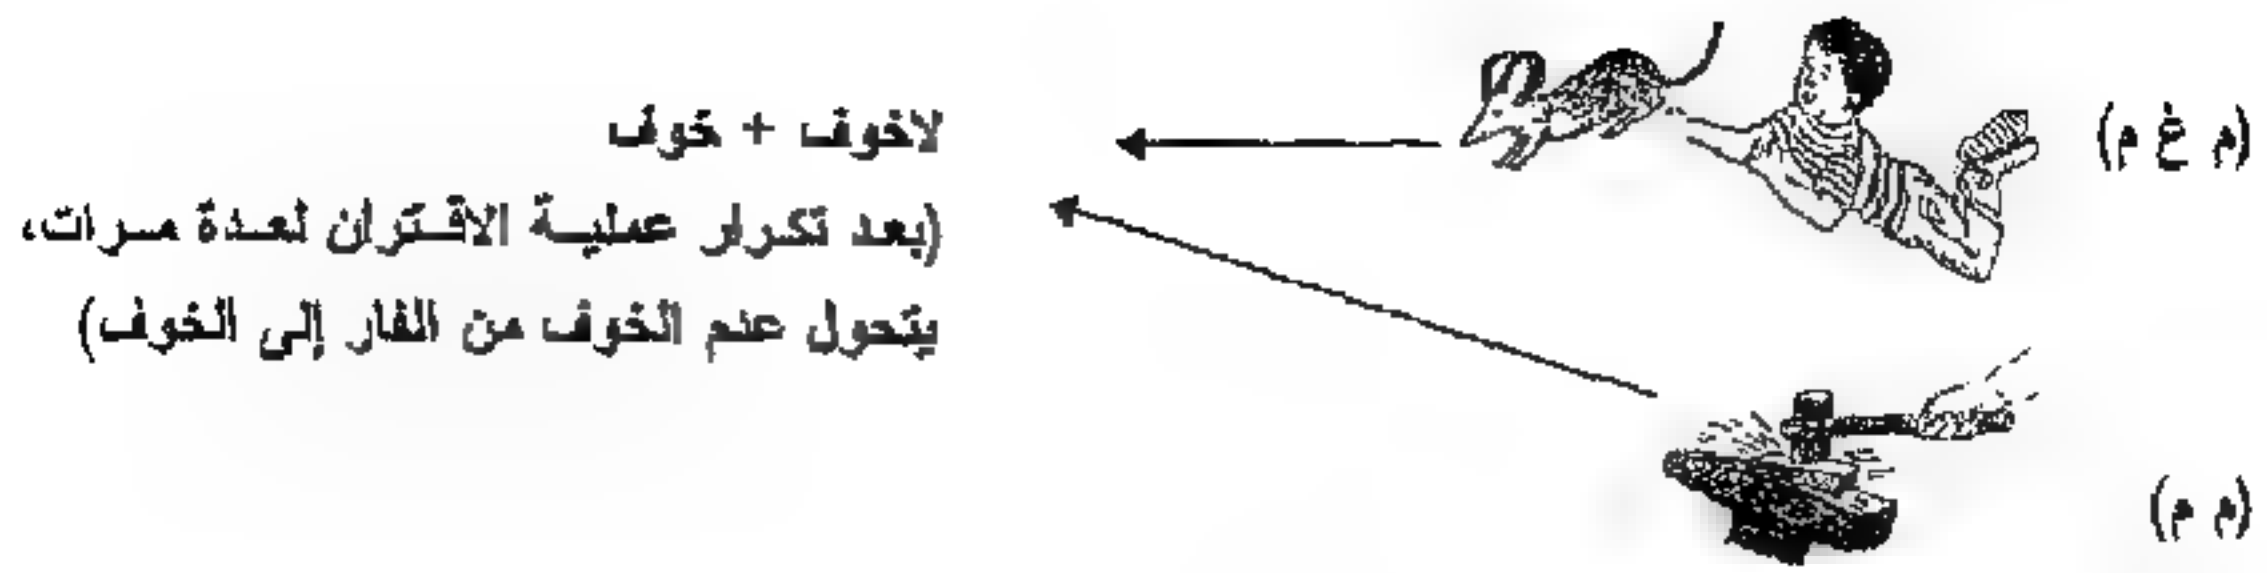 (م غ م)
لاخوف + خوف
(بعد تكرار عملية الاقتران لعدة مرات،
يتحول عدم الخوف من الفار إلى الخوف)
(م م)